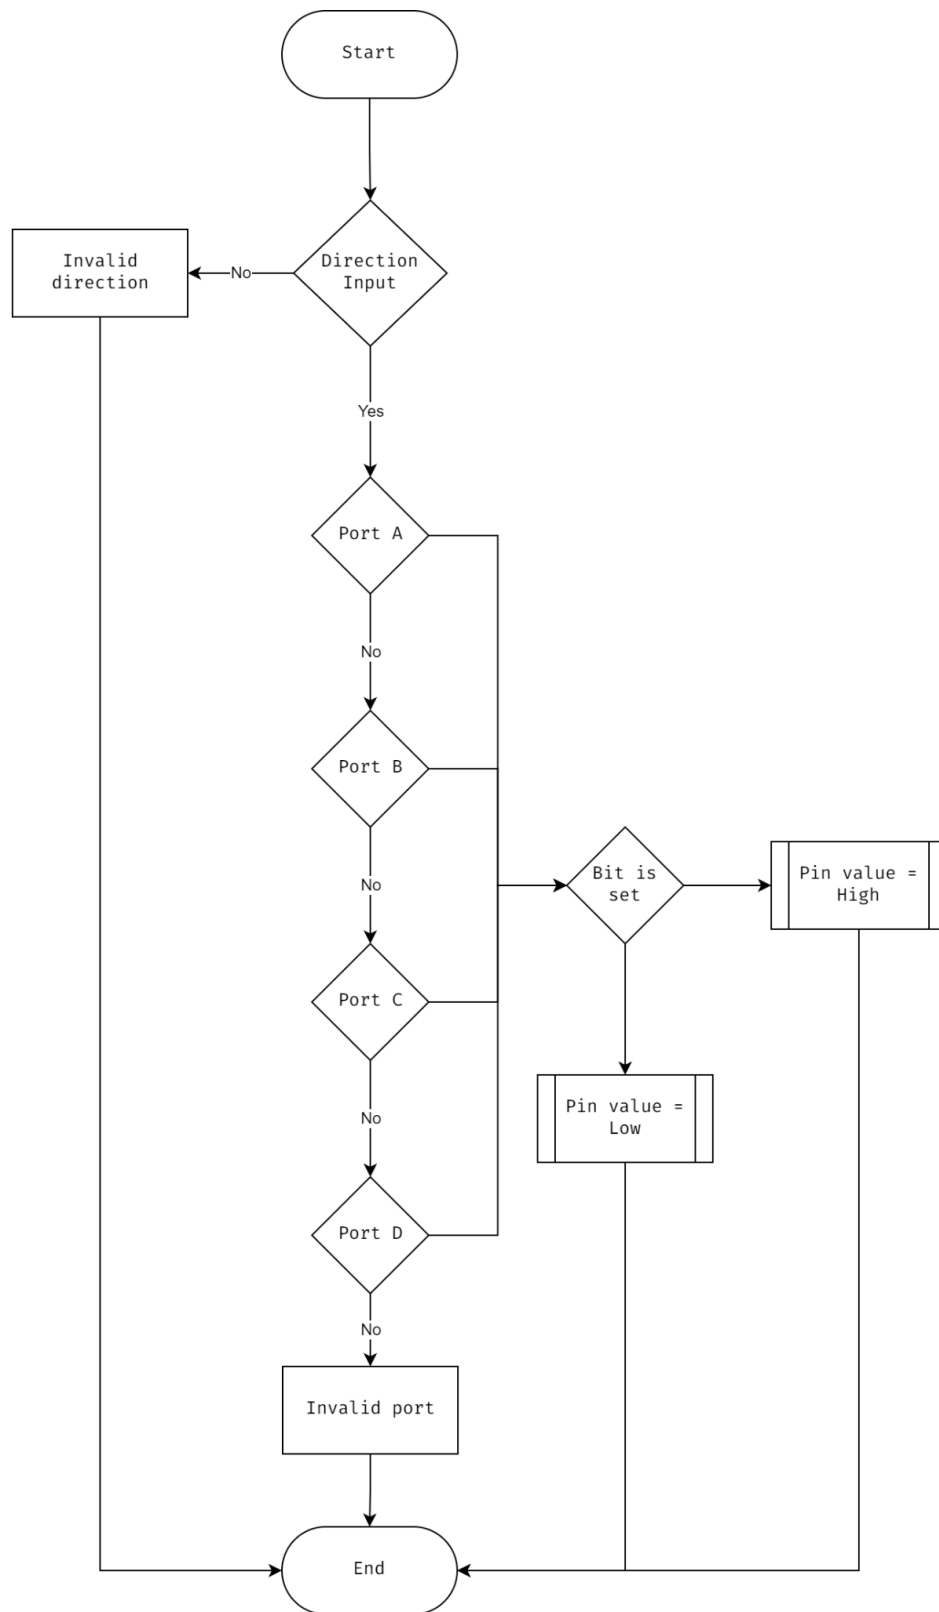 Start
Direction
Input
No
Invalid
direction
Yes
Port A
No
Port B
No
Bit is
set
Pin value =
High
Port C
No
Pin value =
Low
Port D
No
Invalid port
End